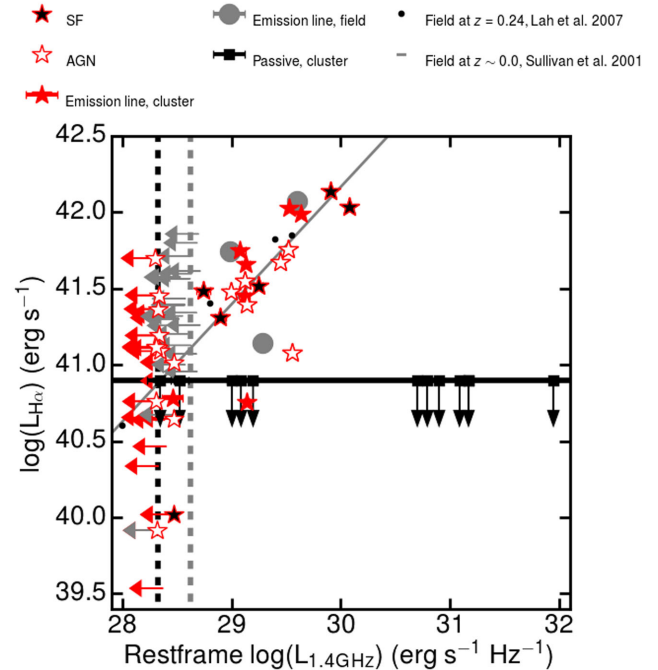 SF
Emission line, field
Field at z = 0.24, Lah et al. 2007
AGN
Passive, cluster
Field at z ~ 0.0, Sullivan et al. 2001
Emission line, cluster
42.5
42.0
41.5
41.0
40.5
40.0
39.5
log(L_Hα) (erg s⁻¹)
28 29 30 31 32
Restframe log(L_1.4GHz) (erg s⁻¹ Hz⁻¹)